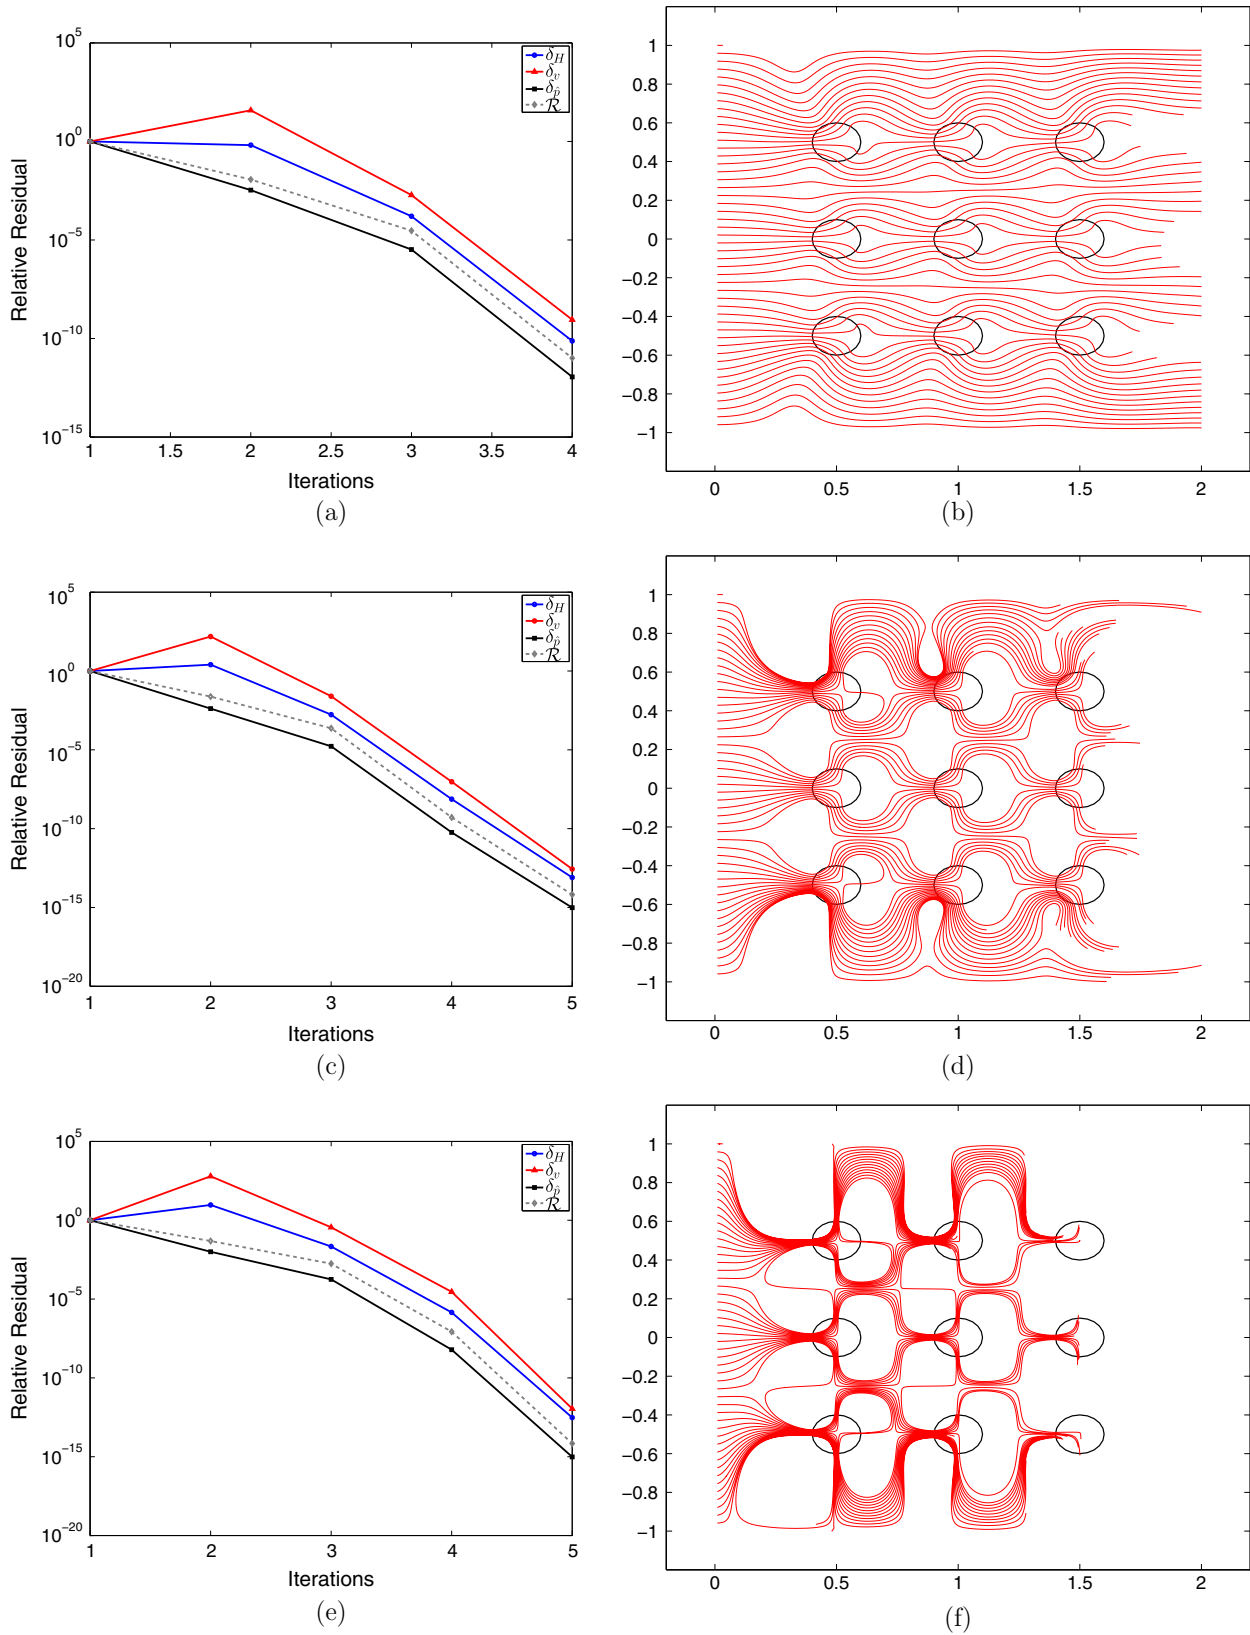 10^5
10^0
10^−5
10^−10
10^−15
Relative Residual
δ_H
δ_v
δ_p̂
R
1 1.5 2 2.5 3 3.5 4
Iterations
(a)
1
0.8
0.6
0.4
0.2
0
−0.2
−0.4
−0.6
−0.8
−1
0 0.5 1 1.5 2
(b)
10^5
10^0
10^−5
10^−10
10^−15
10^−20
Relative Residual
δ_H
δ_v
δ_p̂
R
1 2 3 4 5
Iterations
(c)
1
0.8
0.6
0.4
0.2
0
−0.2
−0.4
−0.6
−0.8
−1
0 0.5 1 1.5 2
(d)
10^5
10^0
10^−5
10^−10
10^−15
10^−20
Relative Residual
δ_H
δ_v
δ_p̂
R
1 2 3 4 5
Iterations
(e)
1
0.8
0.6
0.4
0.2
0
−0.2
−0.4
−0.6
−0.8
−1
0 0.5 1 1.5 2
(f)